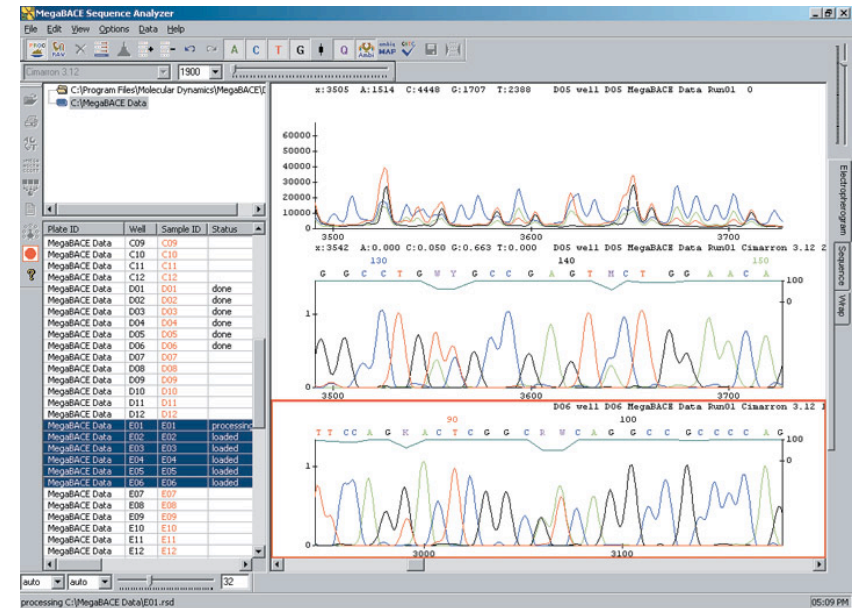 MegaBACE Sequence Analyzer
File Edit View Options Data Help
A C T G Q
Cimarron 3.12 1900
C:\Program Files\Molecular Dynamics\MegaBACE\
C:\MegaBACE Data
Plate ID Well Sample ID Status
MegaBACE Data C09 C09
MegaBACE Data C10 C10
MegaBACE Data C11 C11
MegaBACE Data C12 C12
MegaBACE Data D01 D01 done
MegaBACE Data D02 D02 done
MegaBACE Data D03 D03 done
MegaBACE Data D04 D04 done
MegaBACE Data D05 D05 done
MegaBACE Data D06 D06 done
MegaBACE Data D07 D07
MegaBACE Data D08 D08
MegaBACE Data D09 D09
MegaBACE Data D10 D10
MegaBACE Data D11 D11
MegaBACE Data D12 D12
MegaBACE Data E01 E01 processing
MegaBACE Data E02 E02 loaded
MegaBACE Data E03 E03 loaded
MegaBACE Data E04 E04 loaded
MegaBACE Data E05 E05 loaded
MegaBACE Data E06 E06 loaded
MegaBACE Data E07 E07
MegaBACE Data E08 E08
MegaBACE Data E09 E09
MegaBACE Data E10 E10
MegaBACE Data E11 E11
MegaBACE Data E12 E12
x:3505 A:1514 C:4448 G:1707 T:2388 D05 well D05 MegaBACE Data Run01 0
60000
50000
40000
30000
20000
10000
0
3500 3600 3700
x:3542 A:0.000 C:0.050 G:0.663 T:0.000 D05 well D05 MegaBACE Data Run01 Cimarron 3.12 2
130 140 150
G G C C T G W Y G C C G A G T M C T G G A A C A
100
0
1
0
3500 3600 3700
D06 well D06 MegaBACE Data Run01 Cimarron 3.12 1
90 100
T T C C A G K A C T C G G C R W C A G G C C G C C C C A G
100
0
1
0
3000 3100
Electropherogram
Sequence
Wrap
auto auto 32
processing C:\MegaBACE Data\E01.rsd 05:09 PM